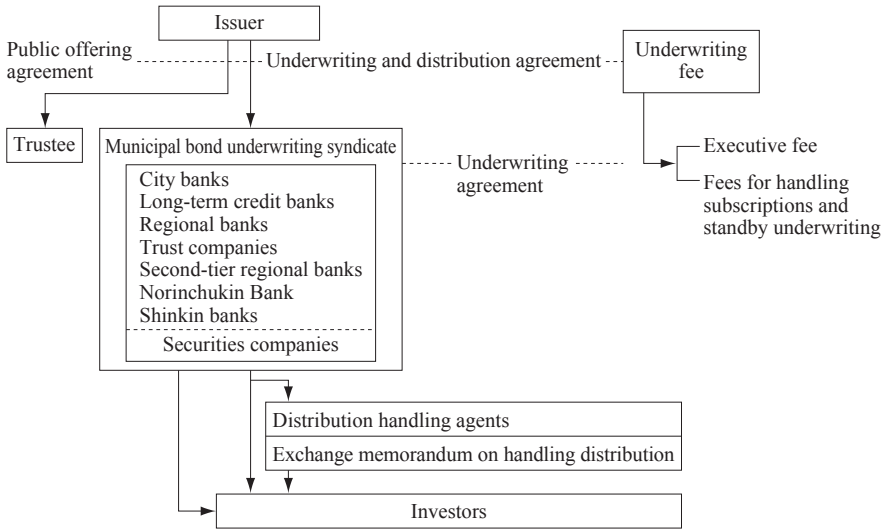 Issuer
Public offering
agreement
Underwriting and distribution agreement
Underwriting
fee
Trustee
Municipal bond underwriting syndicate
City banks
Long-term credit banks
Regional banks
Trust companies
Second-tier regional banks
Norinchukin Bank
Shinkin banks
Securities companies
Underwriting
agreement
Executive fee
Fees for handling
subscriptions and
standby underwriting
Distribution handling agents
Exchange memorandum on handling distribution
Investors